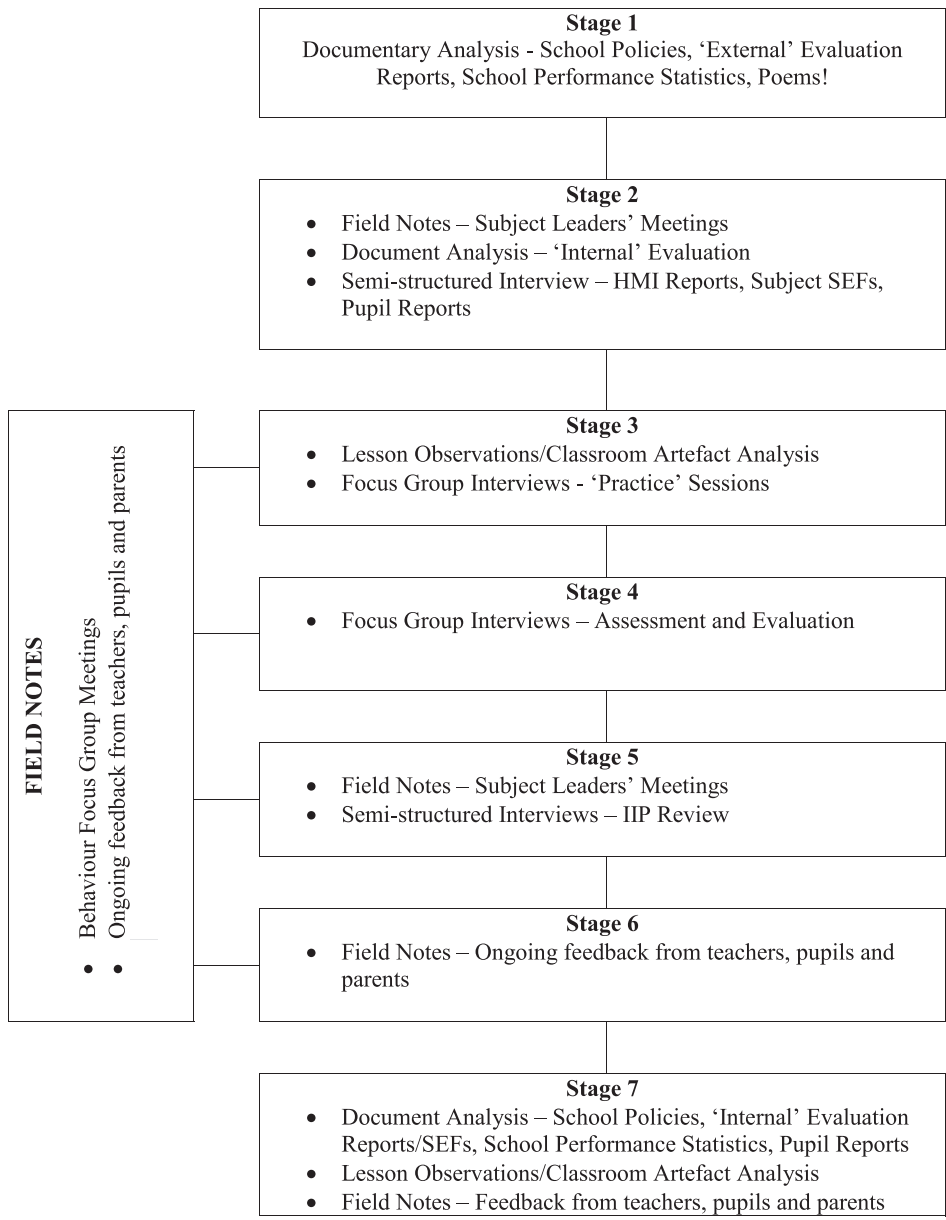 Stage 1
Documentary Analysis - School Policies, ‘External’ Evaluation
Reports, School Performance Statistics, Poems!
Stage 2
• Field Notes – Subject Leaders’ Meetings
• Document Analysis – ‘Internal’ Evaluation
• Semi-structured Interview – HMI Reports, Subject SEFs,
Pupil Reports
FIELD NOTES
• Behaviour Focus Group Meetings
• Ongoing feedback from teachers, pupils and parents
Stage 3
• Lesson Observations/Classroom Artefact Analysis
• Focus Group Interviews - ‘Practice’ Sessions
Stage 4
• Focus Group Interviews – Assessment and Evaluation
Stage 5
• Field Notes – Subject Leaders’ Meetings
• Semi-structured Interviews – IIP Review
Stage 6
• Field Notes – Ongoing feedback from teachers, pupils and
parents
Stage 7
• Document Analysis – School Policies, ‘Internal’ Evaluation
Reports/SEFs, School Performance Statistics, Pupil Reports
• Lesson Observations/Classroom Artefact Analysis
• Field Notes – Feedback from teachers, pupils and parents